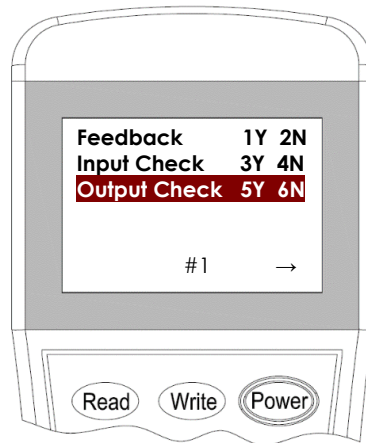 Feedback 1Y 2N
Input Check 3Y 4N
Output Check 5Y 6N
#1 →
Read Write Power